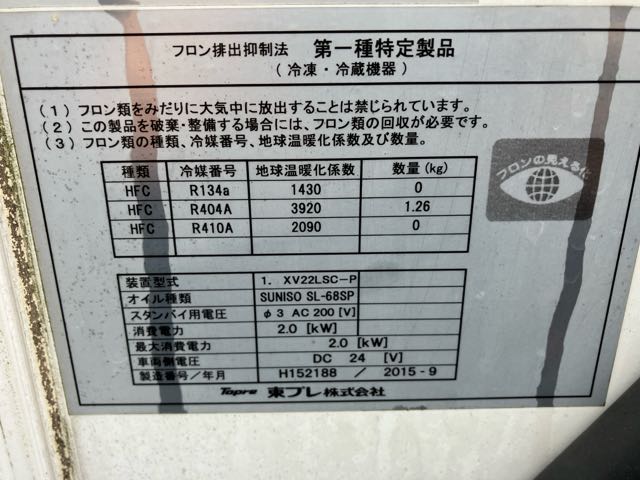 フロン排出抑制法 第一種特定製品
(冷凍・冷蔵機器)
(1) フロン類をみだりに大気中に放出することは禁じられています。
(2) この製品を破棄・整備する場合には、フロン類の回収が必要です。
(3) フロン類の種類、冷媒番号、地球温暖化係数及び数量。
フロンの見える化
種類 冷媒番号 地球温暖化係数 数量(kg)
HFC R134a 1430 0
HFC R404A 3920 1.26
HFC R410A 2090 0
装置型式 1. XV22LSC-P
オイル種類 SUNISO SL-68SP
スタンバイ用電圧 φ3 AC 200 [V]
消費電力 2.0 [kW]
最大消費電力 2.0 [kW]
車両側電圧 DC 24 [V]
製造番号/年月 H152188 / 2015-9
Topre 東プレ株式会社